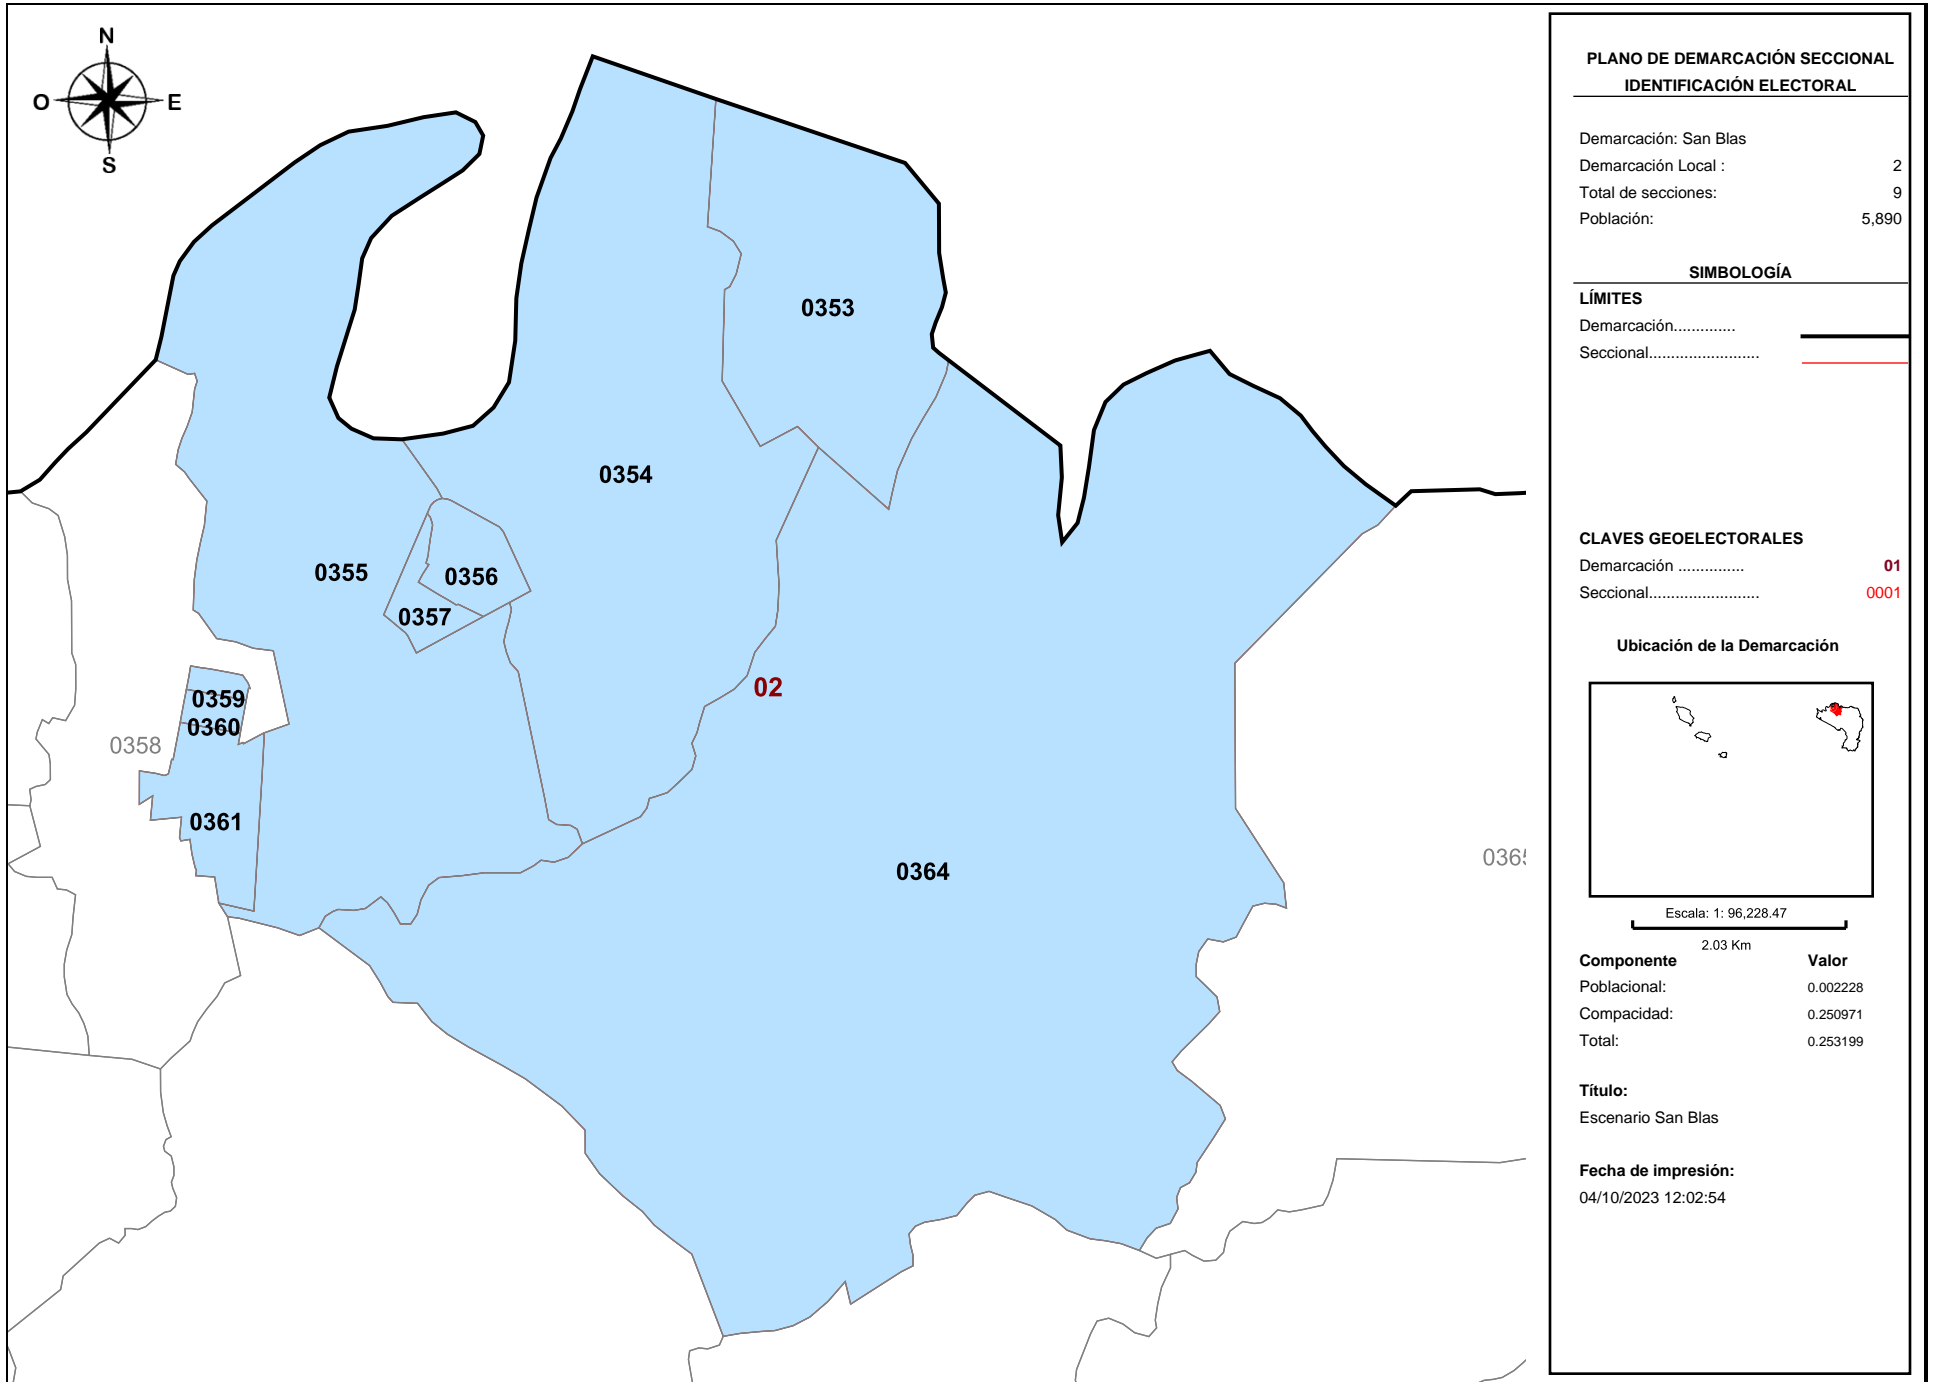 N
O
E
S
0353
0354
0355
0356
0357
02
0359
0360
0358
0361
0364
PLANO DE DEMARCACIÓN SECCIONAL
IDENTIFICACIÓN ELECTORAL
Demarcación: San Blas
Demarcación Local : 2
Total de secciones: 9
Población: 5,890
SIMBOLOGÍA
LÍMITES
Demarcación..............
Seccional.........................
CLAVES GEOELECTORALES
Demarcación ............... 01
Seccional......................... 0001
Ubicación de la Demarcación
Escala: 1: 96,228.47
2.03 Km
Componente Valor
Poblacional: 0.002228
Compacidad: 0.250971
Total: 0.253199
Título:
Escenario San Blas
Fecha de impresión:
04/10/2023 12:02:54